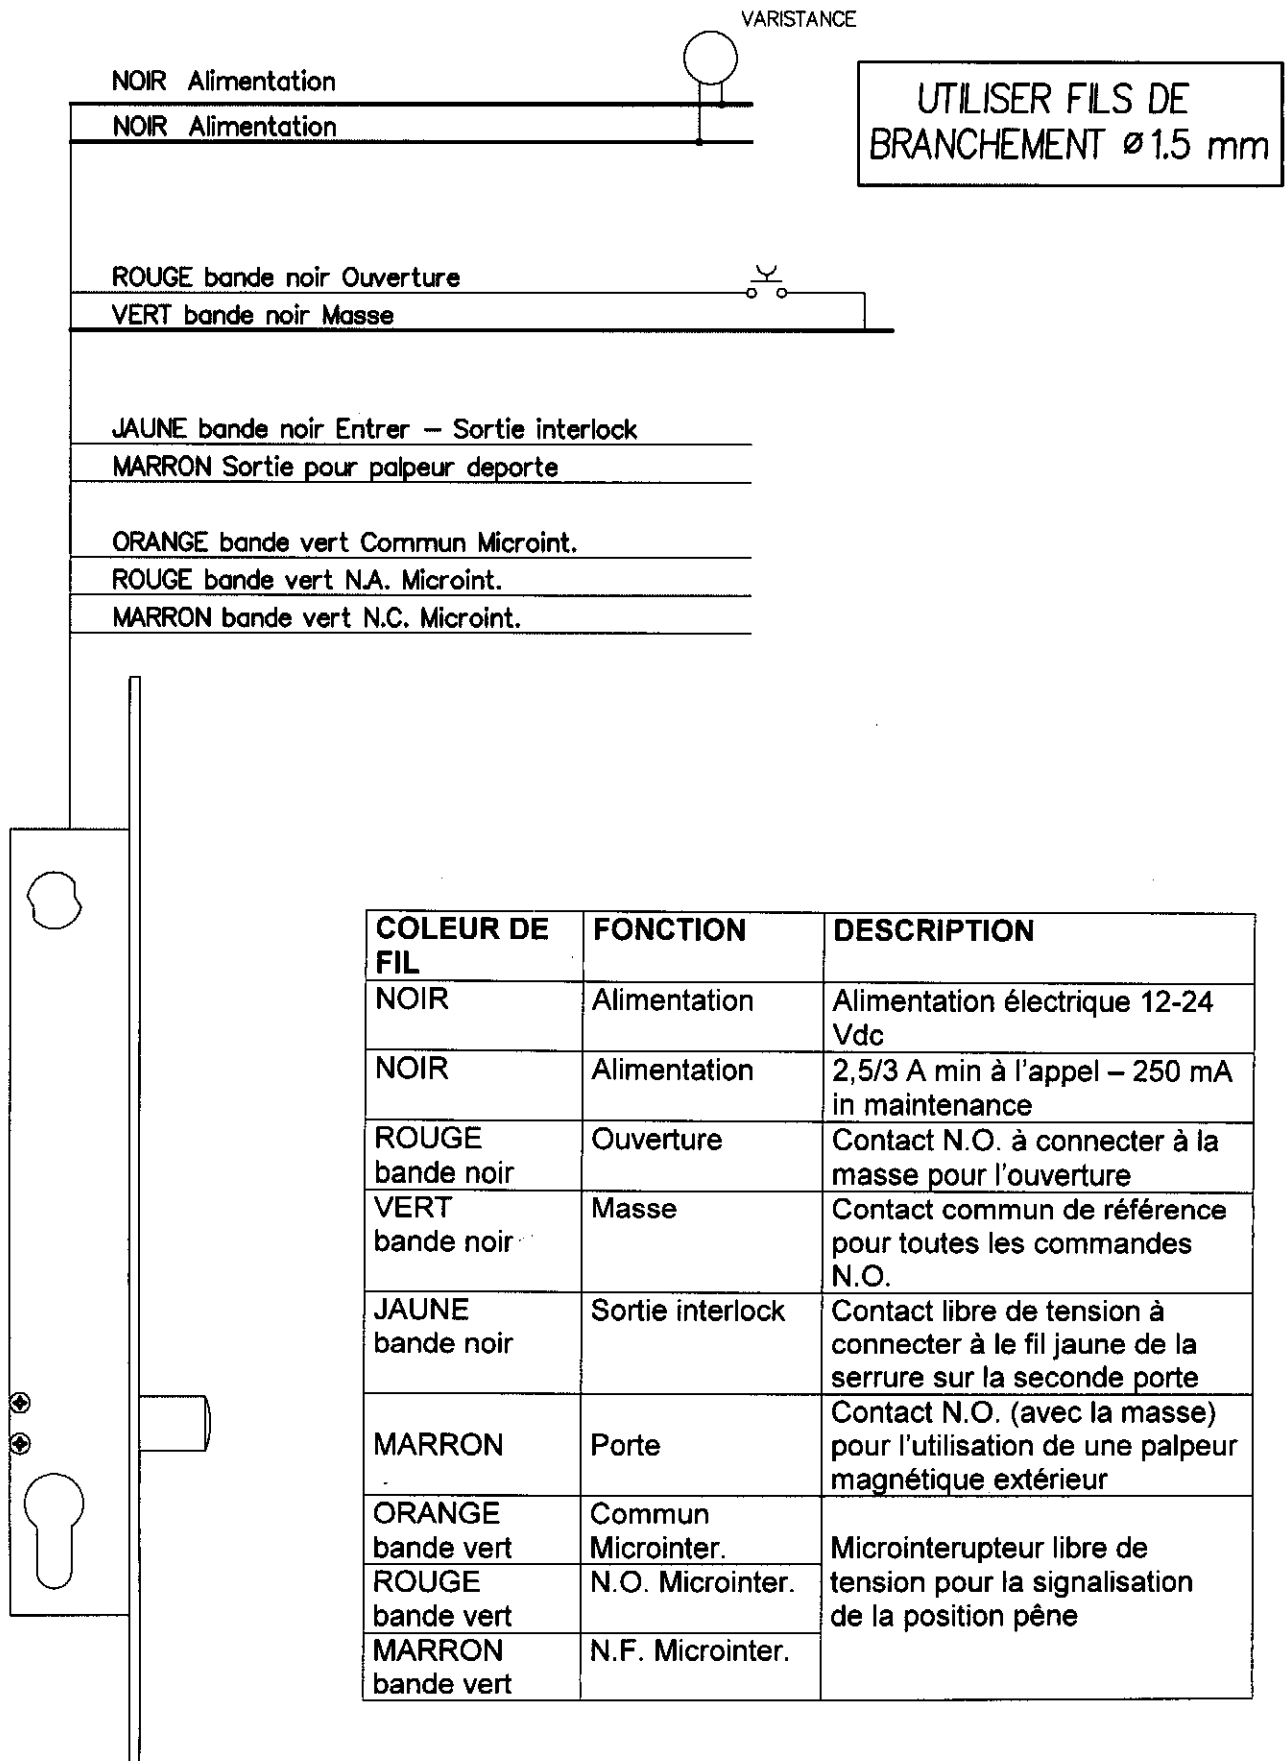 VARISTANCE
NOIR Alimentation
NOIR Alimentation
UTILISER FILS DE
BRANCHEMENT ø 1.5 mm
ROUGE bande noir Ouverture
VERT bande noir Masse
JAUNE bande noir Entrer – Sortie interlock
MARRON Sortie pour palpeur deporte
ORANGE bande vert Commun Microint.
ROUGE bande vert N.A. Microint.
MARRON bande vert N.C. Microint.
COLEUR DE
FIL
FONCTION
DESCRIPTION
NOIR
Alimentation
Alimentation électrique 12-24
Vdc
NOIR
Alimentation
2,5/3 A min à l'appel – 250 mA
in maintenance
ROUGE
bande noir
Ouverture
Contact N.O. à connecter à la
masse pour l'ouverture
VERT
bande noir
Masse
Contact commun de référence
pour toutes les commandes
N.O.
JAUNE
bande noir
Sortie interlock
Contact libre de tension à
connecter à le fil jaune de la
serrure sur la seconde porte
MARRON
Porte
Contact N.O. (avec la masse)
pour l'utilisation de une palpeur
magnétique extérieur
ORANGE
bande vert
Commun
Microinter.
ROUGE
bande vert
N.O. Microinter.
MARRON
bande vert
N.F. Microinter.
Microinterupteur libre de
tension pour la signalisation
de la position pêne